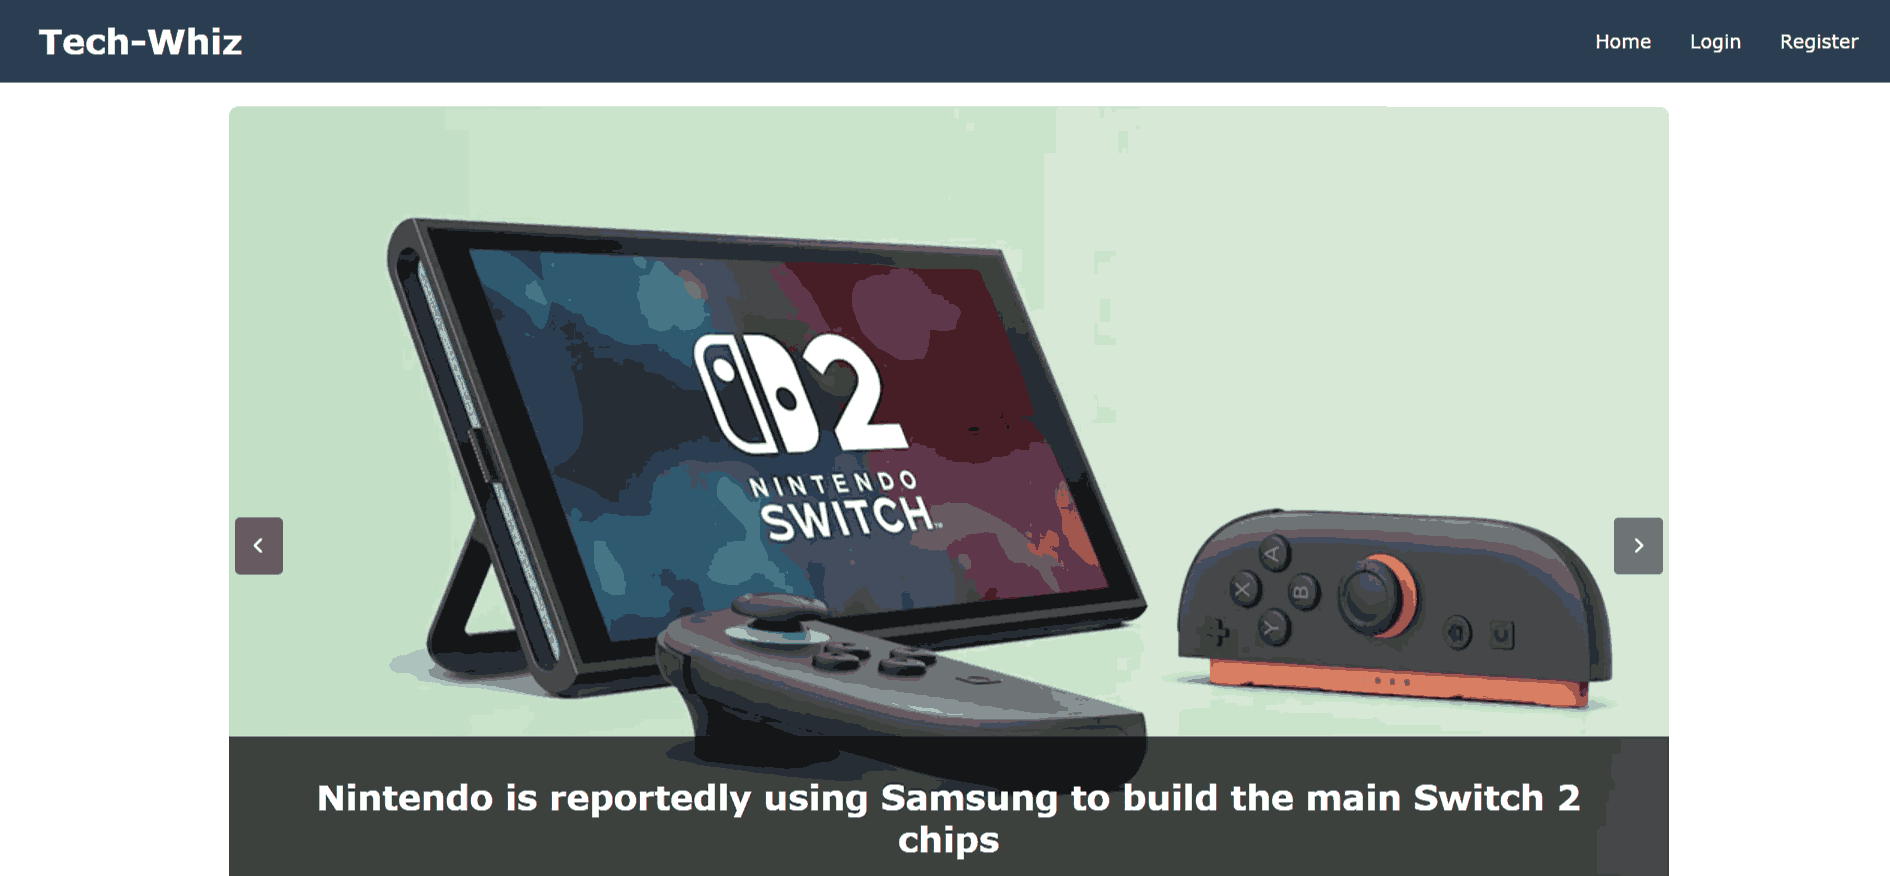 Tech-Whiz
Home Login Register
2
NINTENDO
SWITCH™
A
X
B
Y
C
Nintendo is reportedly using Samsung to build the main Switch 2
chips